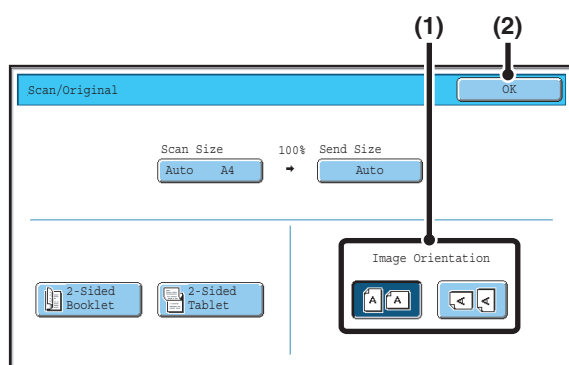 (1) (2)
Scan/Original OK
Scan Size 100% Send Size
Auto A4 → Auto
Image Orientation
2-Sided
Booklet
2-Sided
Tablet
A A A A